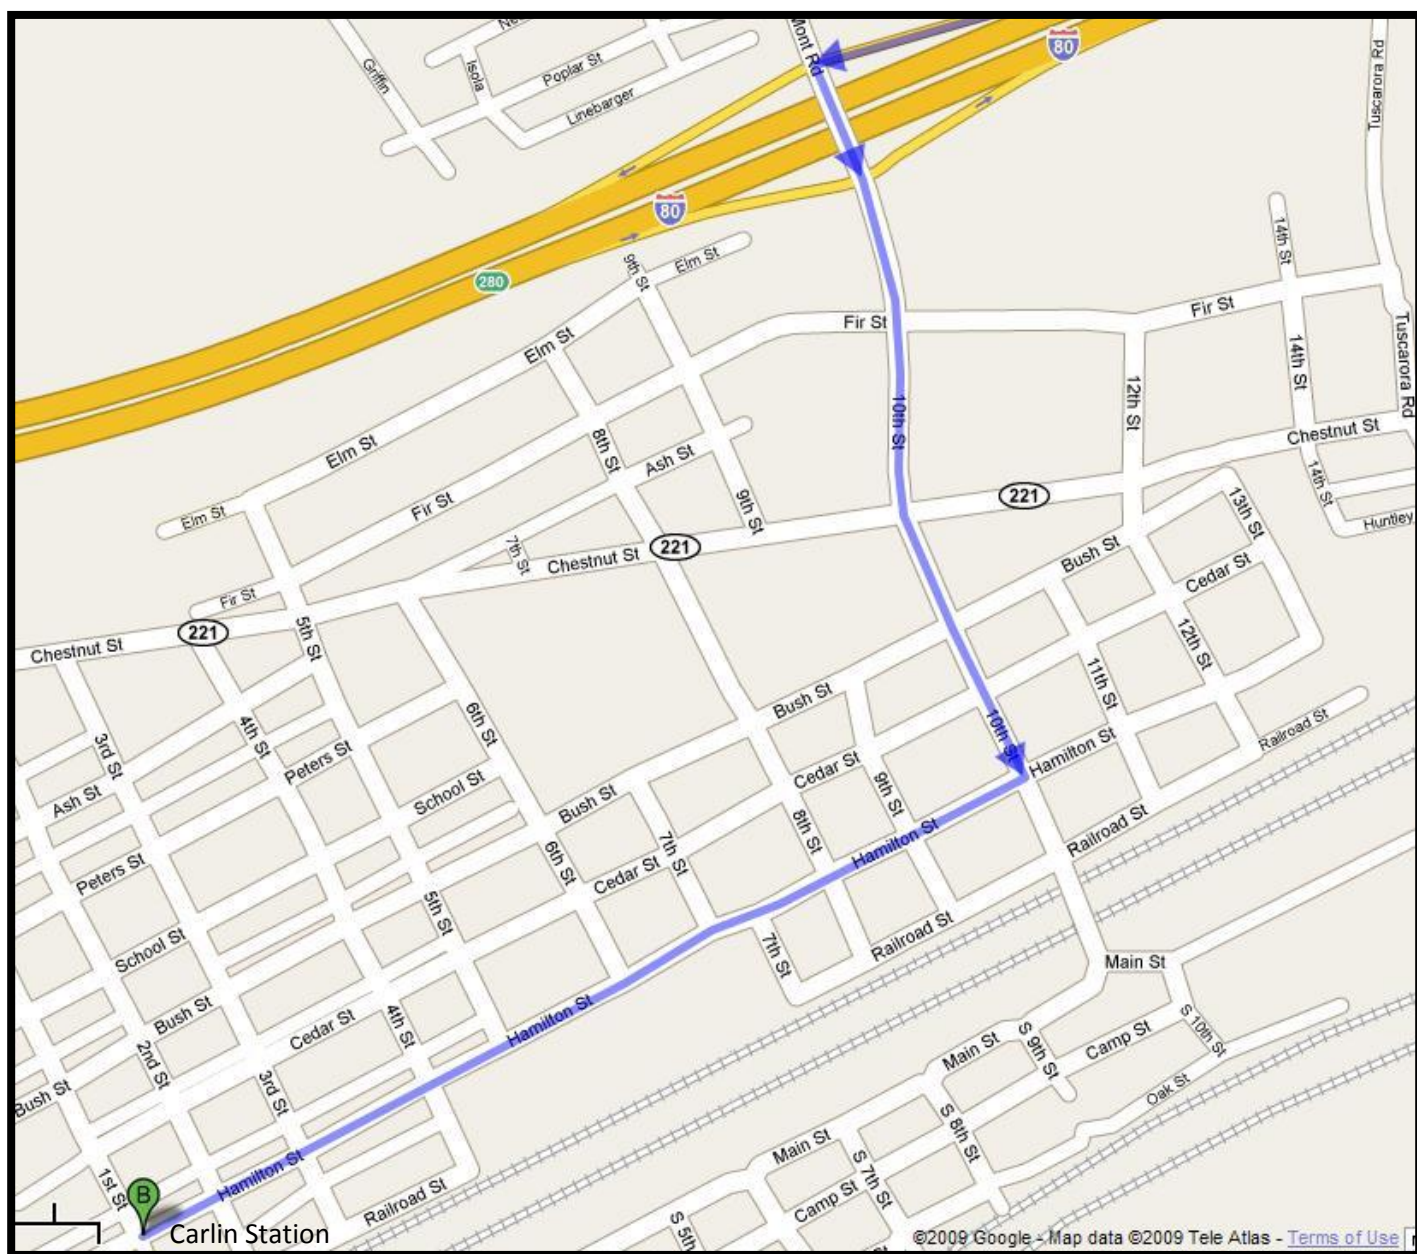 Mont Rd
80
Ne
Isola
Poplar St
Griffin
Linebarger
Tuscarora Rd
80
280
9th St
Elm St
14th St
Fir St
Fir St
Elm St
Tuscarora Rd
14th St
10th St
12th St
Chestnut St
Elm St
8th St
Ash St
14th St
Elm St
Fir St
9th St
221
13th St
Huntley
7th St
Chestnut St
221
Bush St
Cedar St
Fir St
221
5th St
Chestnut St
12th St
11th St
Bush St
6th St
4th St
10th St
Railroad St
3rd St
Peters St
Hamilton St
Cedar St
9th St
School St
Ash St
Bush St
8th St
Hamilton St
Railroad St
7th St
6th St
Cedar St
Peters St
5th St
School St
7th St
Railroad St
Main St
Bush St
Cedar St
4th St
Hamilton St
S 9th St
S 10th St
Main St
Camp St
2nd St
3rd St
Bush St
Oak St
S 8th St
Main St
1st St
B
Hamilton St
S 7th St
Railroad St
Camp St
Carlin Station
S 5th
©2009 Google - Map data ©2009 Tele Atlas - Terms of Use